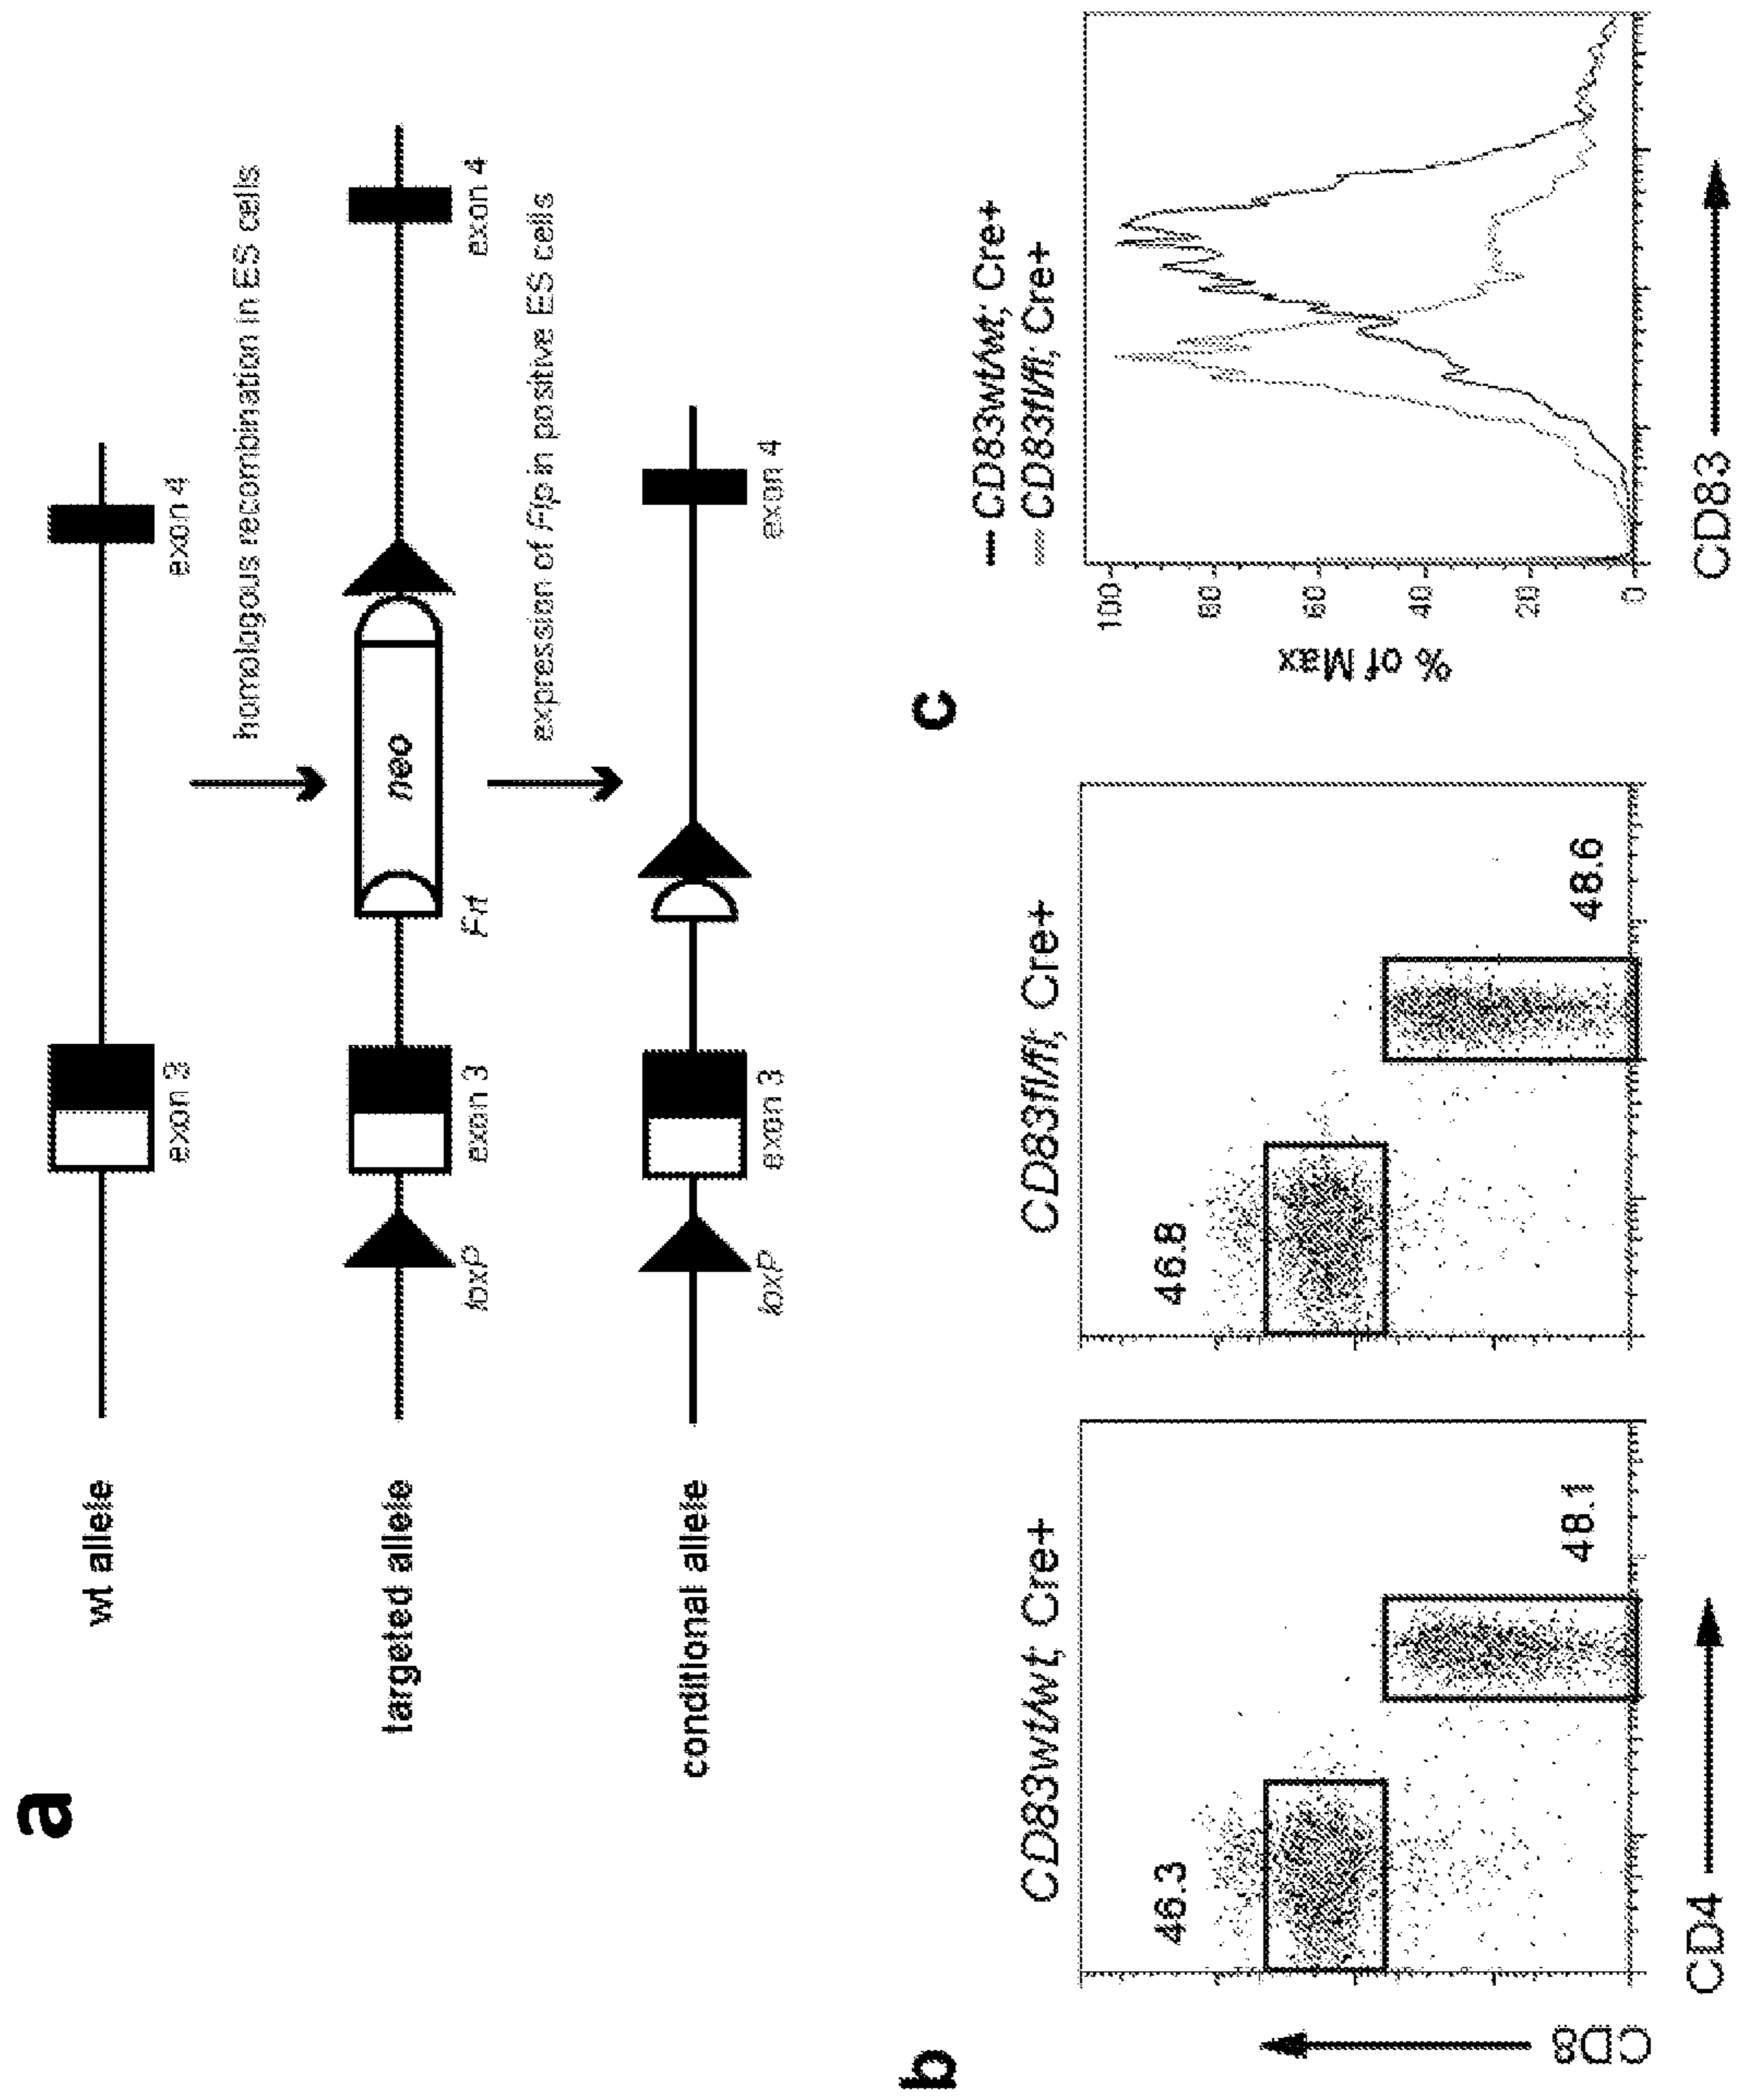 a
wt allele
exon 3
exon 4
homologous recombination in ES cells
targeted allele
neo
loxP
exon 3
Frt
exon 4
expression of Flp in positive ES cells
conditional allele
loxP
exon 3
exon 4
b
CD83wt/wt; Cre+
CD83fl/fl; Cre+
46.3
46.8
48.1
48.6
CD8
CD4
c
CD83wt/wt; Cre+
CD83fl/fl; Cre+
100
80
60
40
20
0
% of Max
CD83